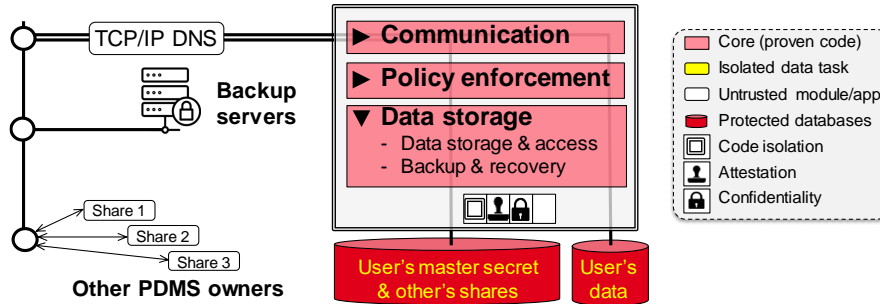 TCP/IP DNS
Backup
servers
Share 1
Share 2
Share 3
Other PDMS owners
► Communication
► Policy enforcement
▼ Data storage
- Data storage & access
- Backup & recovery
User's master secret
& other's shares
User's
data
Core (proven code)
Isolated data task
Untrusted module/app
Protected databases
Code isolation
Attestation
Confidentiality